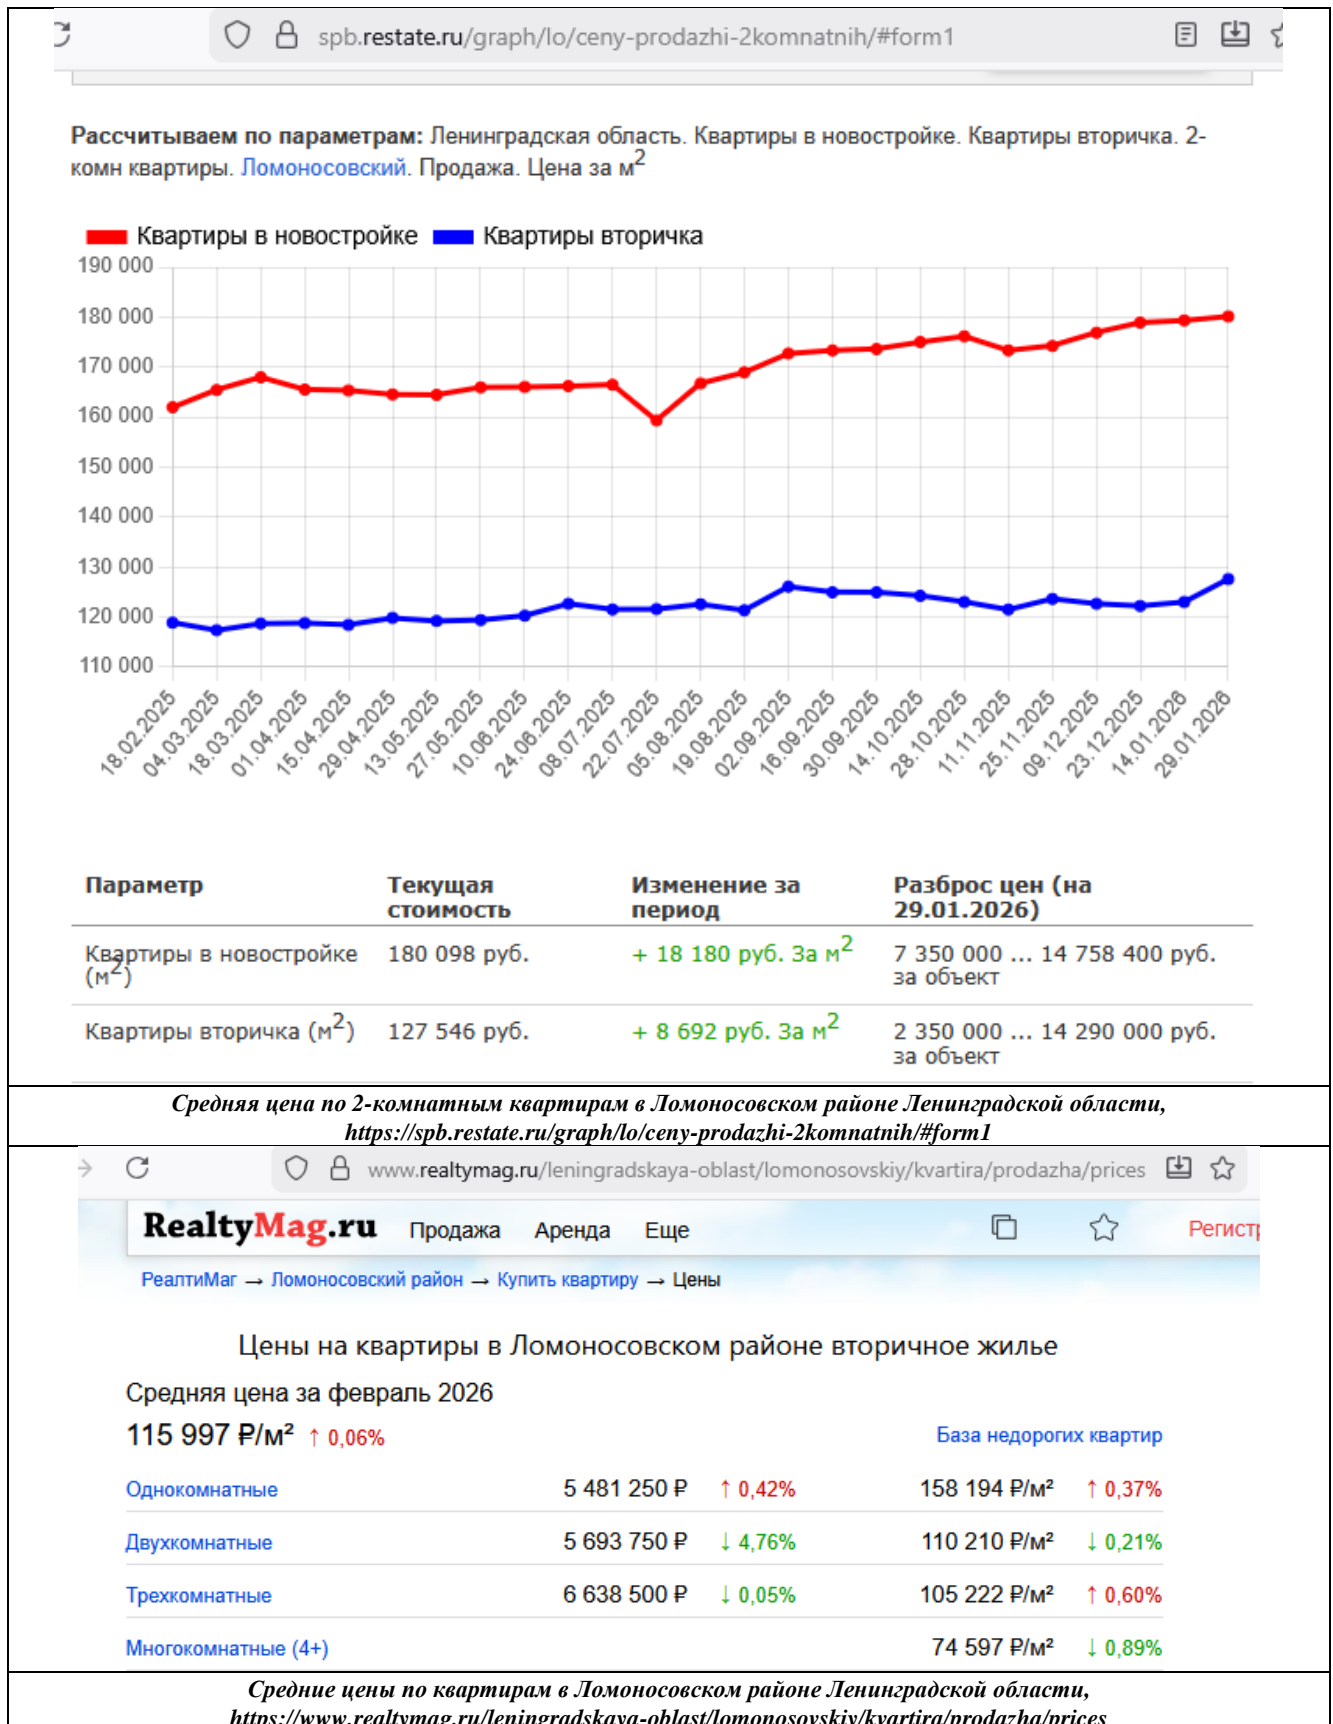 spb.restate.ru/graph/lo/ceny-prodazhi-2komnatnih/#form1
Рассчитываем по параметрам: Ленинградская область. Квартиры в новостройке. Квартиры вторичка. 2-
комн квартиры. Ломоносовский. Продажа. Цена за м2
Квартиры в новостройке Квартиры вторичка
190 000
180 000
170 000
160 000
150 000
140 000
130 000
120 000
110 000
18.02.2025 04.03.2025 18.03.2025 01.04.2025 15.04.2025 29.04.2025 13.05.2025 27.05.2025 10.06.2025 24.06.2025 08.07.2025 22.07.2025 05.08.2025 19.08.2025 02.09.2025 16.09.2025 30.09.2025 14.10.2025 28.10.2025 11.11.2025 25.11.2025 09.12.2025 23.12.2025 14.01.2026 29.01.2026
Параметр Текущая Изменение за Разброс цен (на
стоимость период 29.01.2026)
Квартиры в новостройке 180 098 руб. + 18 180 руб. За м2 7 350 000 ... 14 758 400 руб.
(м2) за объект
Квартиры вторичка (м2) 127 546 руб. + 8 692 руб. За м2 2 350 000 ... 14 290 000 руб.
за объект
Средняя цена по 2-комнатным квартирам в Ломоносовском районе Ленинградской области,
https://spb.restate.ru/graph/lo/ceny-prodazhi-2komnatnih/#form1
www.realtymag.ru/leningradskaya-oblast/lomonosovskiy/kvartira/prodazha/prices
RealtyMag.ru Продажа Аренда Еще Регистр
РеалтиМаг → Ломоносовский район → Купить квартиру → Цены
Цены на квартиры в Ломоносовском районе вторичное жилье
Средняя цена за февраль 2026
115 997 ₽/м² ↑ 0,06% База недорогих квартир
Однокомнатные 5 481 250 ₽ ↑ 0,42% 158 194 ₽/м² ↑ 0,37%
Двухкомнатные 5 693 750 ₽ ↓ 4,76% 110 210 ₽/м² ↓ 0,21%
Трехкомнатные 6 638 500 ₽ ↓ 0,05% 105 222 ₽/м² ↑ 0,60%
Многокомнатные (4+) 74 597 ₽/м² ↓ 0,89%
Средние цены по квартирам в Ломоносовском районе Ленинградской области,
https://www.realtymag.ru/leningradskaya-oblast/lomonosovskiy/kvartira/prodazha/prices